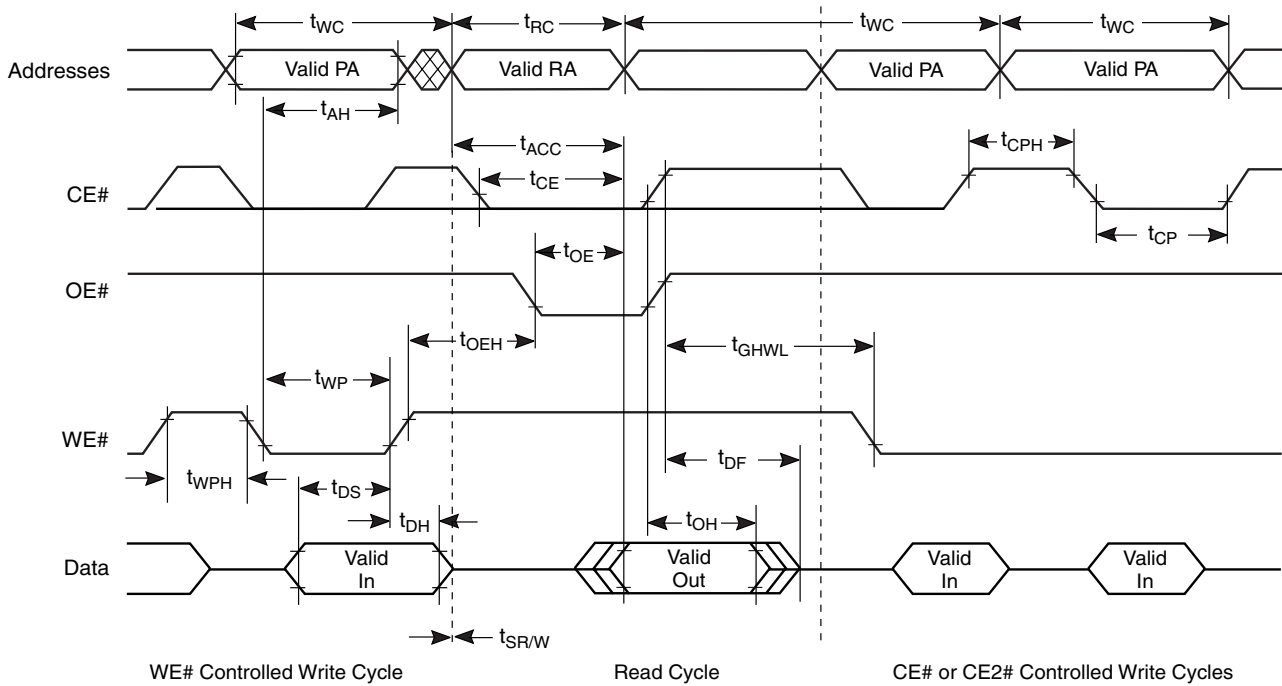 tWC tRC tWC tWC
Addresses Valid PA Valid RA Valid PA Valid PA
tAH
tACC tCPH
CE# tCE
tCP
tOE
OE#
tOEH tGHWL
tWP
WE#
tDF
tWPH tDS
tDH tOH
Data Valid In Valid Out Valid In Valid In
tSR/W
WE# Controlled Write Cycle Read Cycle CE# or CE2# Controlled Write Cycles